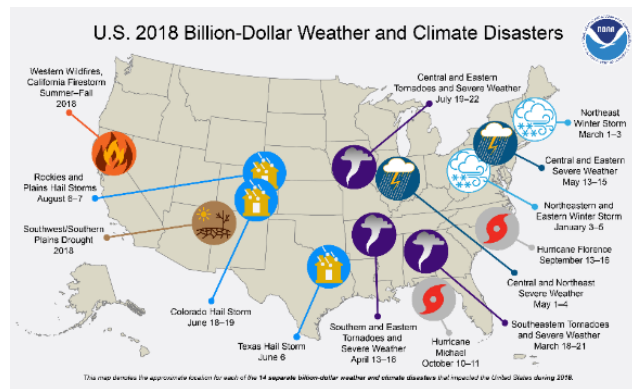 U.S. 2018 Billion-Dollar Weather and Climate Disasters
NOAA
Western Wildfires,
California Firestorm
Summer–Fall
2018
Central and Eastern
Tornadoes and Severe Weather
July 19–22
Northeast
Winter Storm
March 1–3
Central and Eastern
Severe Weather
May 13–15
Rockies and
Plains Hail Storms
August 6–7
Northeastern and
Eastern Winter Storm
January 3–5
Southwest/Southern
Plains Drought
2018
Hurricane Florence
September 13–16
Central and Northeast
Severe Weather
May 1–4
Colorado Hail Storm
June 18–19
Texas Hail Storm
June 6
Southern and Eastern
Tornadoes and
Severe Weather
April 13–16
Hurricane
Michael
October 10–11
Southeastern Tornadoes
and Severe Weather
March 18–21
This map denotes the approximate location for each of the 14 separate billion-dollar weather and climate disasters that impacted the United States during 2018.